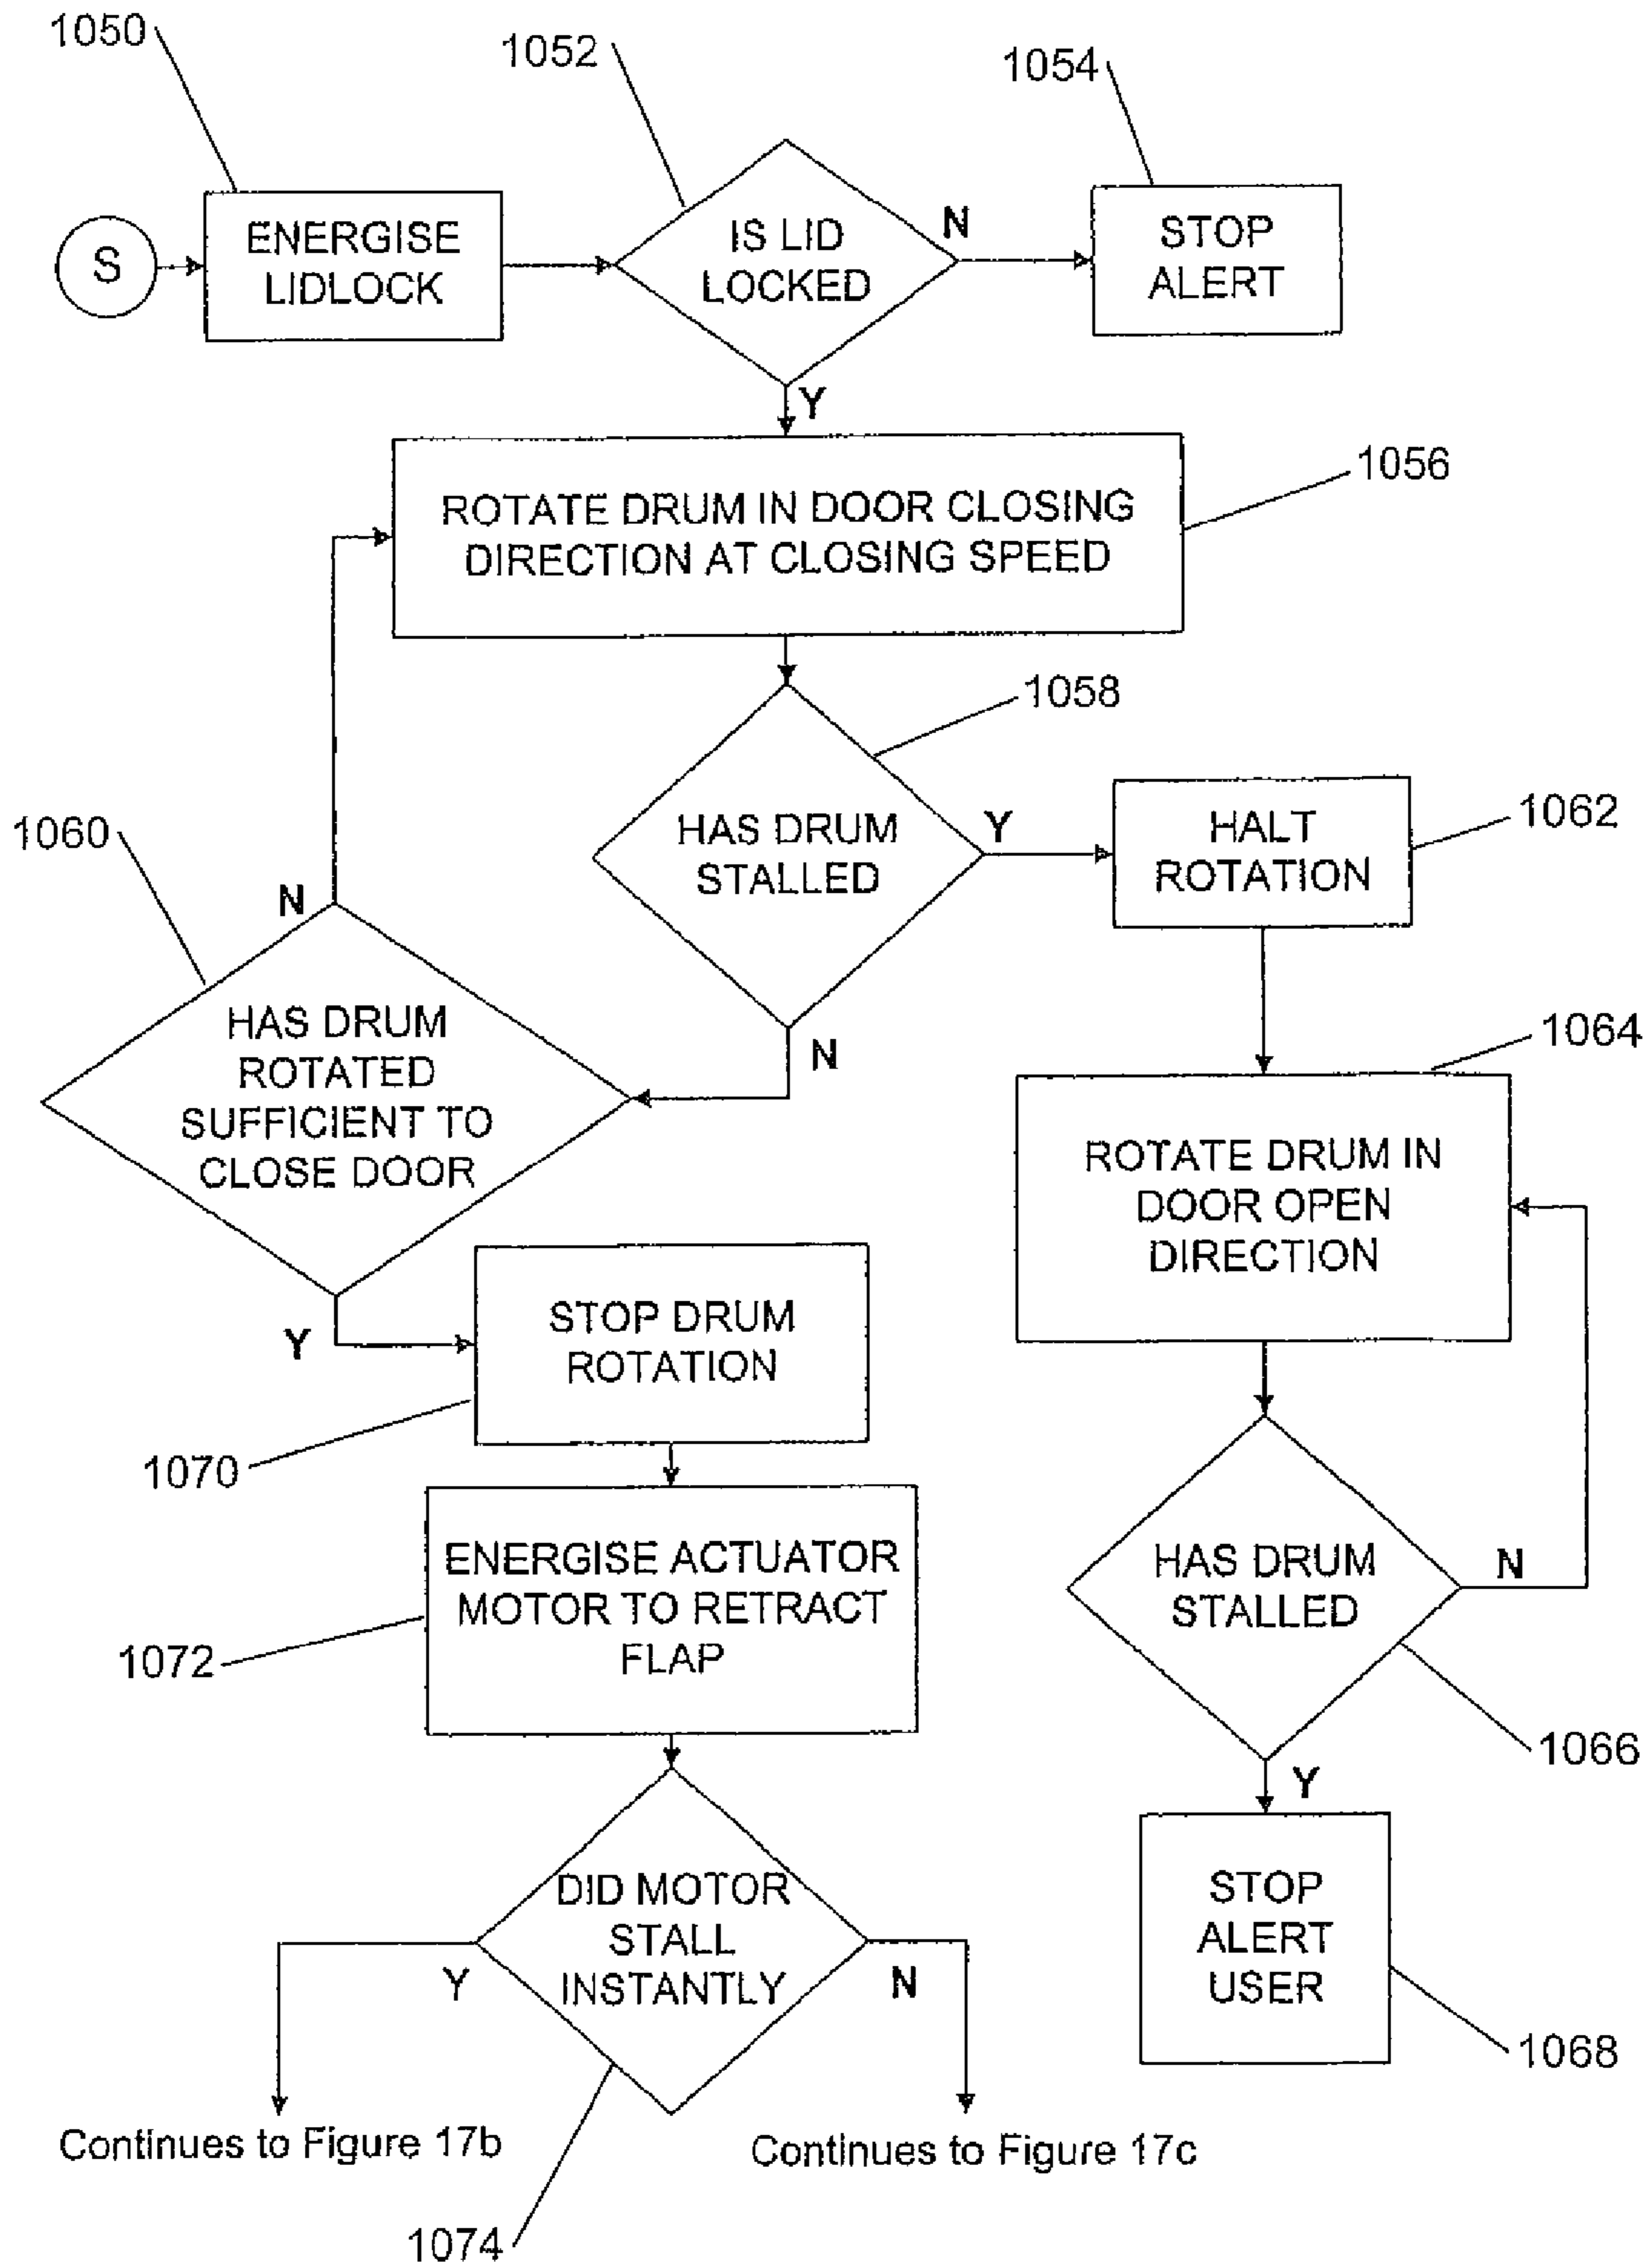 1050
1052
1054
S
ENERGISE
LIDLOCK
IS LID
LOCKED
N
STOP
ALERT
Y
1056
ROTATE DRUM IN DOOR CLOSING
DIRECTION AT CLOSING SPEED
1058
1060
HAS DRUM
STALLED
Y
HALT
ROTATION
1062
N
HAS DRUM
ROTATED
SUFFICIENT TO
CLOSE DOOR
N
1064
ROTATE DRUM IN
DOOR OPEN
DIRECTION
Y
STOP DRUM
ROTATION
1070
ENERGISE ACTUATOR
MOTOR TO RETRACT
FLAP
1072
HAS DRUM
STALLED
N
1066
Y
DID MOTOR
STALL
INSTANTLY
Y
N
STOP
ALERT
USER
1068
Continues to Figure 17b
Continues to Figure 17c
1074